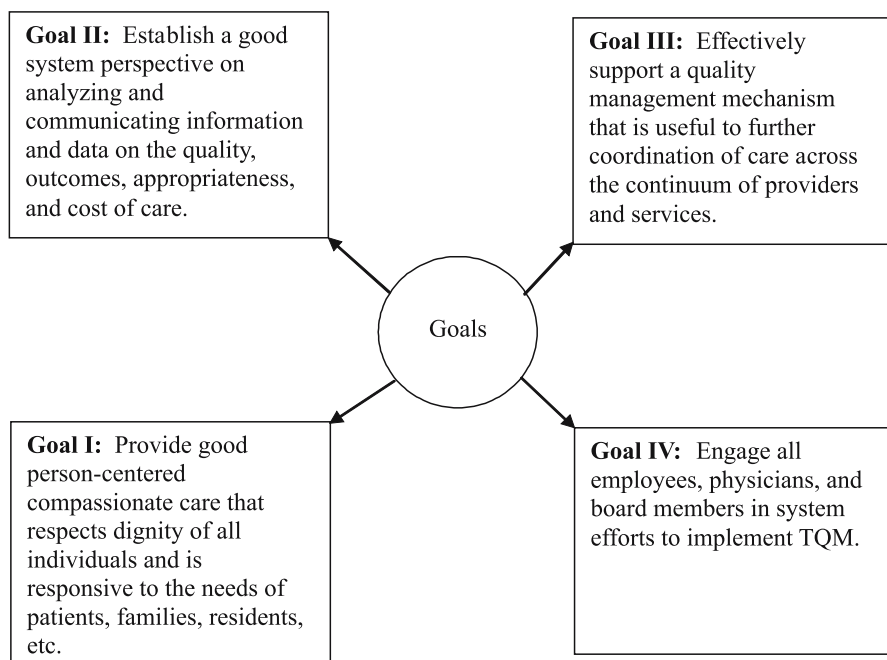 Goal II: Establish a good
system perspective on
analyzing and
communicating information
and data on the quality,
outcomes, appropriateness,
and cost of care.
Goal III: Effectively
support a quality
management mechanism
that is useful to further
coordination of care across
the continuum of providers
and services.
Goals
Goal I: Provide good
person-centered
compassionate care that
respects dignity of all
individuals and is
responsive to the needs of
patients, families, residents,
etc.
Goal IV: Engage all
employees, physicians, and
board members in system
efforts to implement TQM.